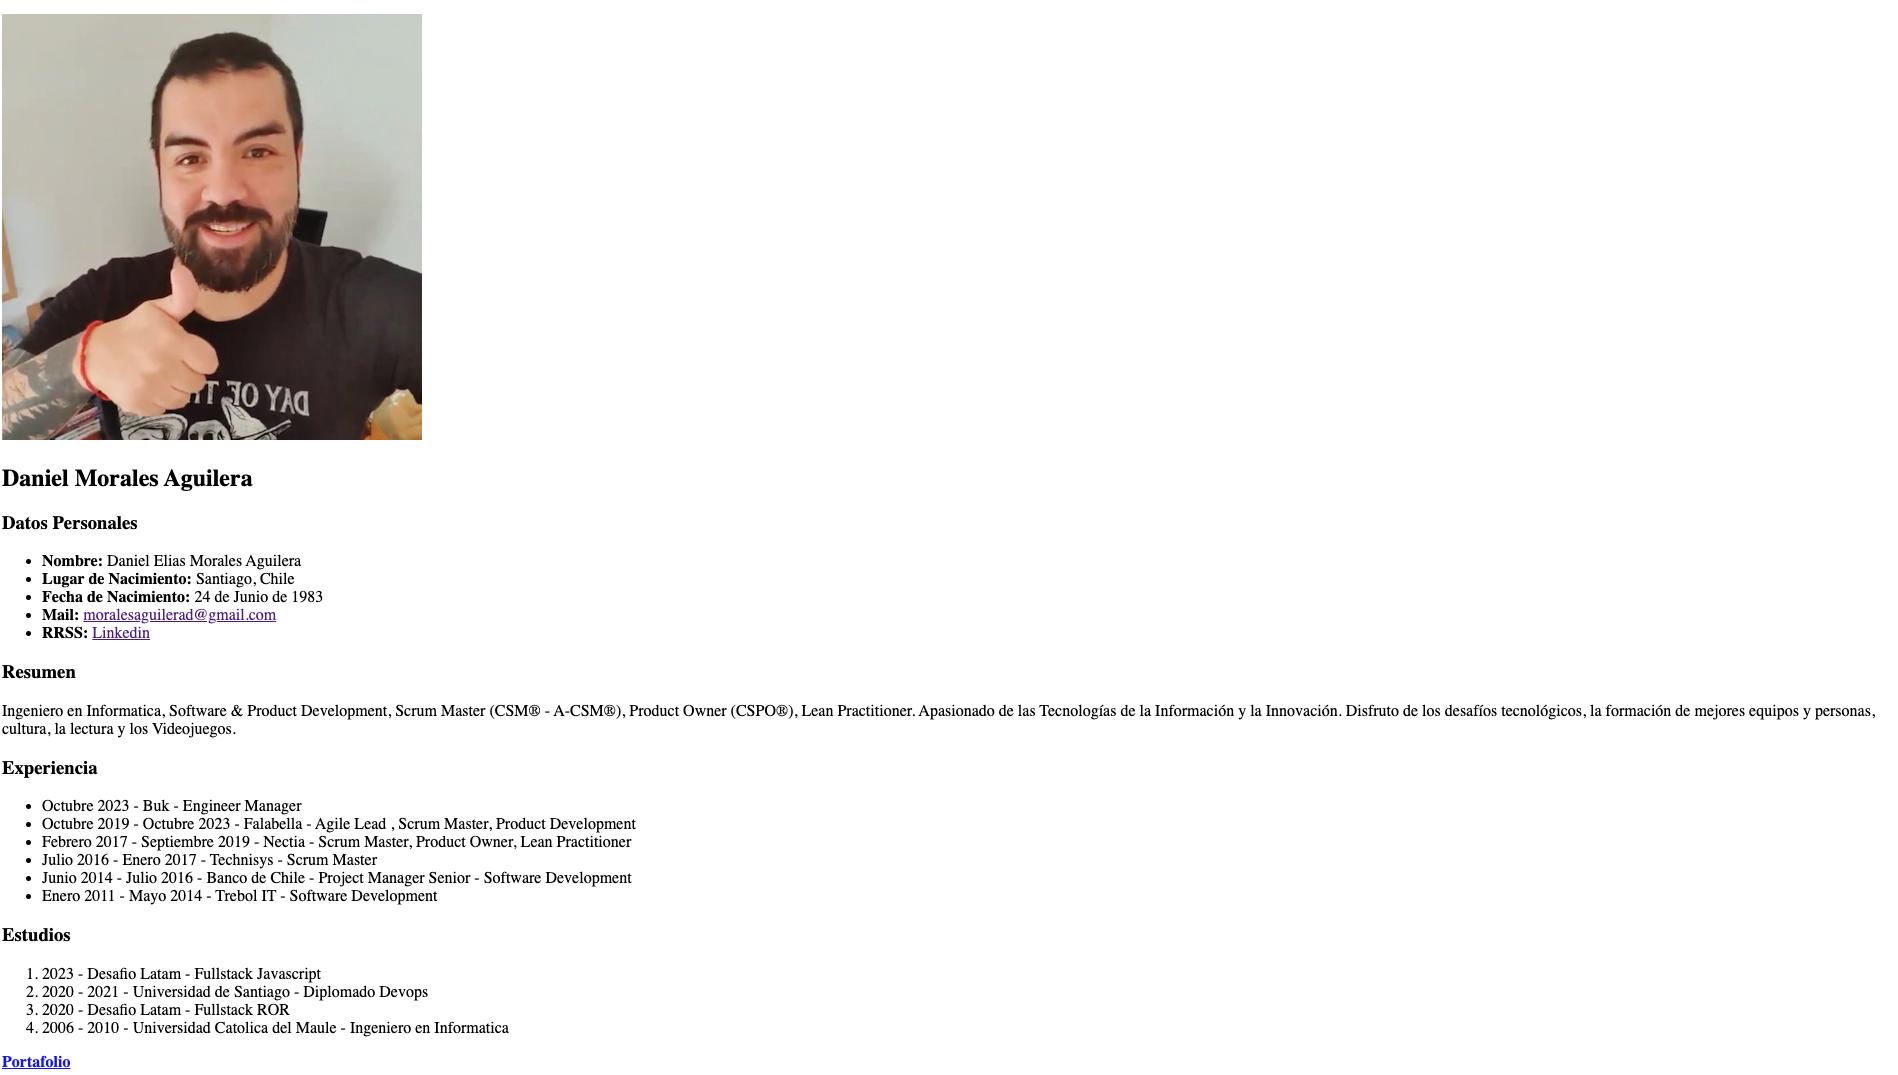 DAY OF TH
Daniel Morales Aguilera
Datos Personales
Nombre: Daniel Elias Morales Aguilera
Lugar de Nacimiento: Santiago, Chile
Fecha de Nacimiento: 24 de Junio de 1983
Mail: moralesaguilerad@gmail.com
RRSS: Linkedin
Resumen
Ingeniero en Informatica, Software & Product Development, Scrum Master (CSM® - A-CSM®), Product Owner (CSPO®), Lean Practitioner. Apasionado de las Tecnologías de la Información y la Innovación. Disfruto de los desafíos tecnológicos, la formación de mejores equipos y personas,
cultura, la lectura y los Videojuegos.
Experiencia
Octubre 2023 - Buk - Engineer Manager
Octubre 2019 - Octubre 2023 - Falabella - Agile Lead , Scrum Master, Product Development
Febrero 2017 - Septiembre 2019 - Nectia - Scrum Master, Product Owner, Lean Practitioner
Julio 2016 - Enero 2017 - Technisys - Scrum Master
Junio 2014 - Julio 2016 - Banco de Chile - Project Manager Senior - Software Development
Enero 2011 - Mayo 2014 - Trebol IT - Software Development
Estudios
1. 2023 - Desafio Latam - Fullstack Javascript
2. 2020 - 2021 - Universidad de Santiago - Diplomado Devops
3. 2020 - Desafio Latam - Fullstack ROR
4. 2006 - 2010 - Universidad Catolica del Maule - Ingeniero en Informatica
Portafolio